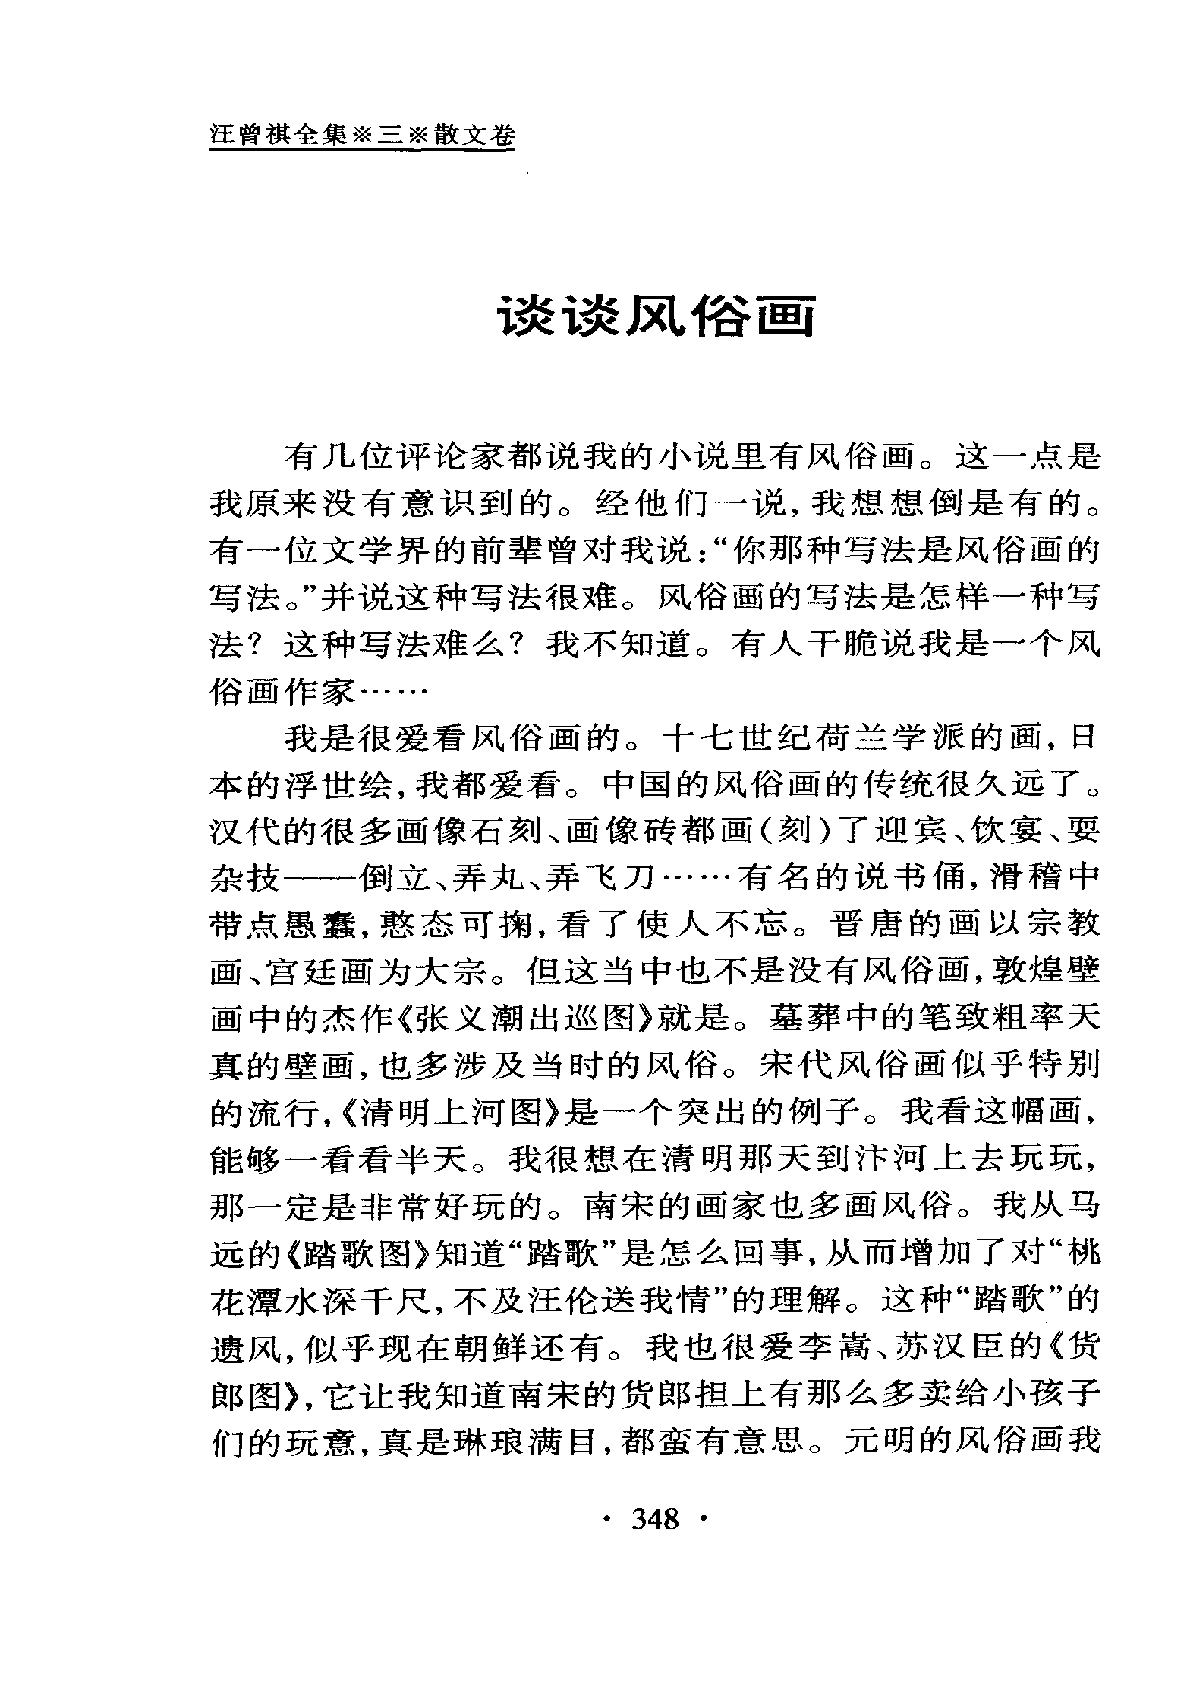 汪曾祺全集※三※散文卷
谈谈风俗画
有几位评论家都说我的小说里有风俗画。这一点是
我原来没有意识到的。经他们一说,我想想倒是有的。
有一位文学界的前辈曾对我说:“你那种写法是风俗画的
写法。”并说这种写法很难。风俗画的写法是怎样一种写
法?这种写法难么?我不知道。有人干脆说我是一个风
俗画作家……
我是很爱看风俗画的。十七世纪荷兰学派的画,日
本的浮世绘,我都爱看。中国的风俗画的传统很久远了。
汉代的很多画像石刻、画像砖都画(刻)了迎宾、饮宴、耍
杂技——倒立、弄丸、弄飞刀……有名的说书俑,滑稽中
带点愚蠢,憨态可掬,看了使人不忘。晋唐的画以宗教
画、宫廷画为大宗。但这当中也不是没有风俗画,敦煌壁
画中的杰作《张义潮出巡图》就是。墓葬中的笔致粗率天
真的壁画,也多涉及当时的风俗。宋代风俗画似乎特别
的流行,《清明上河图》是一个突出的例子。我看这幅画,
能够一看看半天。我很想在清明那天到汴河上去玩玩,
那一定是非常好玩的。南宋的画家也多画风俗。我从马
远的《踏歌图》知道“踏歌”是怎么回事,从而增加了对“桃
花潭水深千尺,不及汪伦送我情”的理解。这种“踏歌”的
遗风,似乎现在朝鲜还有。我也很爱李嵩、苏汉臣的《货
郎图》,它让我知道南宋的货郎担上有那么多卖给小孩子
们的玩意,真是琳琅满目,都蛮有意思。元明的风俗画我
· 348 ·